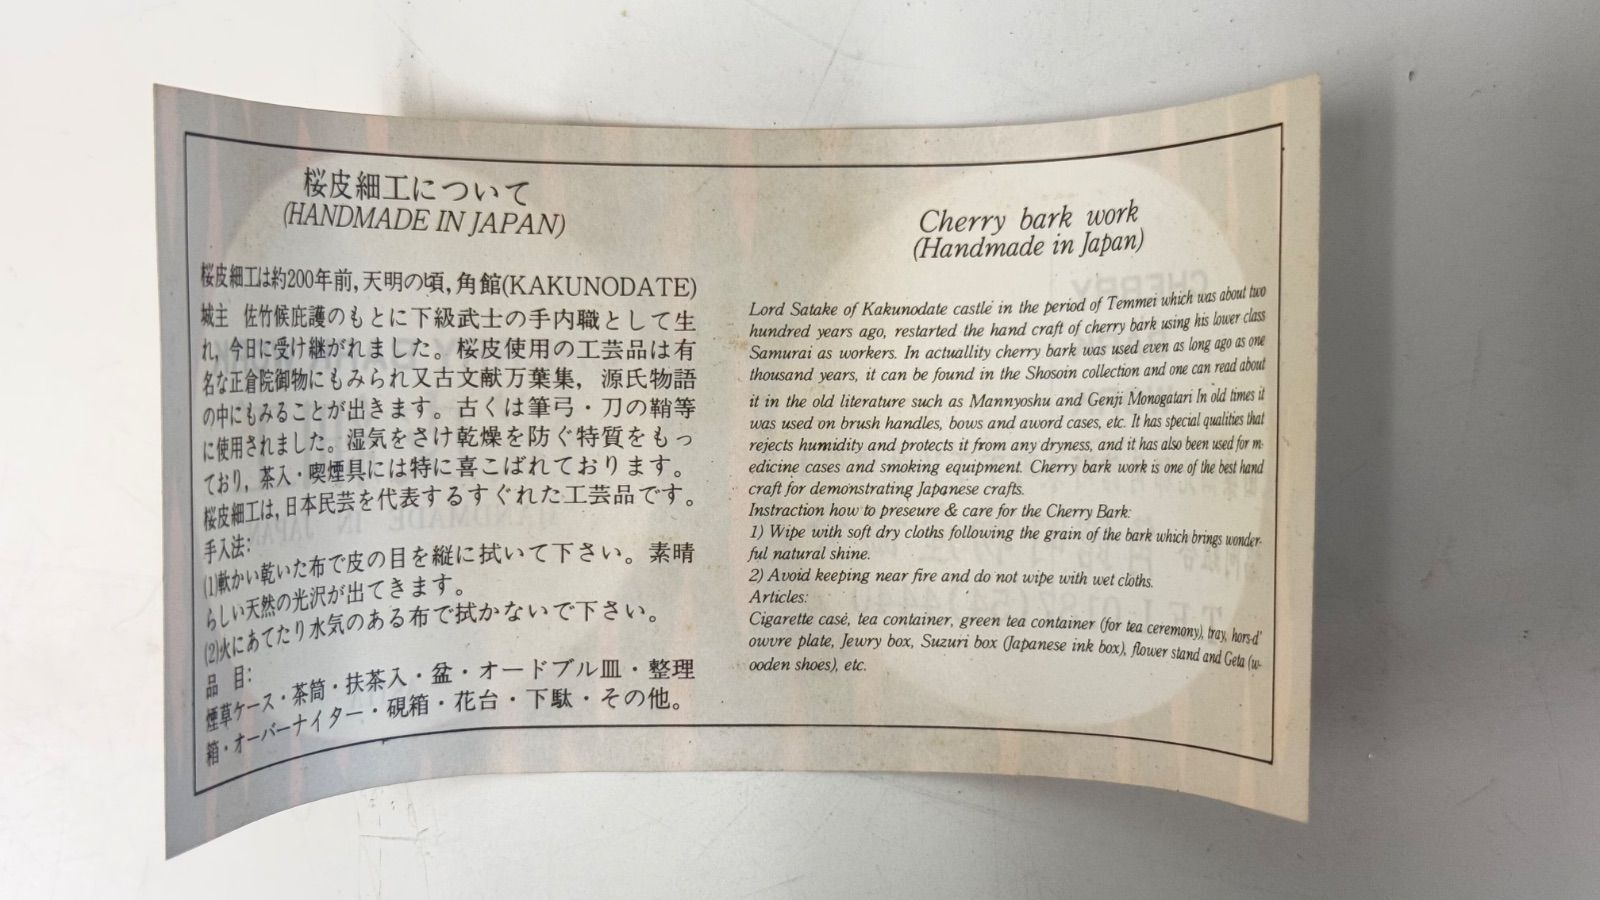 桜皮細工について
(HANDMADE IN JAPAN)
桜皮細工は約200年前,天明の頃,角館(KAKUNODATE)
城主 佐竹候庇護のもとに下級武士の手内職として生
れ,今日に受け継がれました。桜皮使用の工芸品は有
名な正倉院御物にもみられ又古文献万葉集，源氏物語
の中にもみることが出きます。古くは筆弓・刀の鞘等
に使用されました。湿気をさけ乾燥を防ぐ特質をもっ
ており,茶入・喫煙具には特に喜こばれております。
桜皮細工は,日本民芸を代表するすぐれた工芸品です。
手入法:
(1)軟かい乾いた布で皮の目を縦に拭いて下さい。素晴
らしい天然の光沢が出てきます。
(2)火にあてたり水気のある布で拭かないで下さい。
品 目:
煙草ケース・茶筒・扶茶入・盆・オードブル皿・整理
箱・オーバーナイター・硯箱・花台・下駄・その他。
Cherry bark work
(Handmade in Japan)
Lord Satake of Kakunodate castle in the period of Temmei which was about two
hundred years ago, restarted the hand craft of cherry bark using his lower class
Samurai as workers. In actuallity cherry bark was used even as long ago as one
thousand years, it can be found in the Shosoin collection and one can read about
it in the old literature such as Mannyoshu and Genji Monogatari In old times it
was used on brush handles, bows and aword cases, etc. It has special qualities that
rejects humidity and protects it from any dryness, and it has also been used for m-
edicine cases and smoking equipment. Cherry bark work is one of the best hand
craft for demonstrating Japanese crafts.
Instraction how to preseure & care for the Cherry Bark:
1) Wipe with soft dry cloths following the grain of the bark which brings wonder-
ful natural shine.
2) Avoid keeping near fire and do not wipe with wet cloths.
Articles:
Cigarette case, tea container, green tea container (for tea ceremony), tray, hors-d'
owvre plate, Jewry box, Suzuri box (Japanese ink box), flower stand and Geta (w-
ooden shoes), etc.